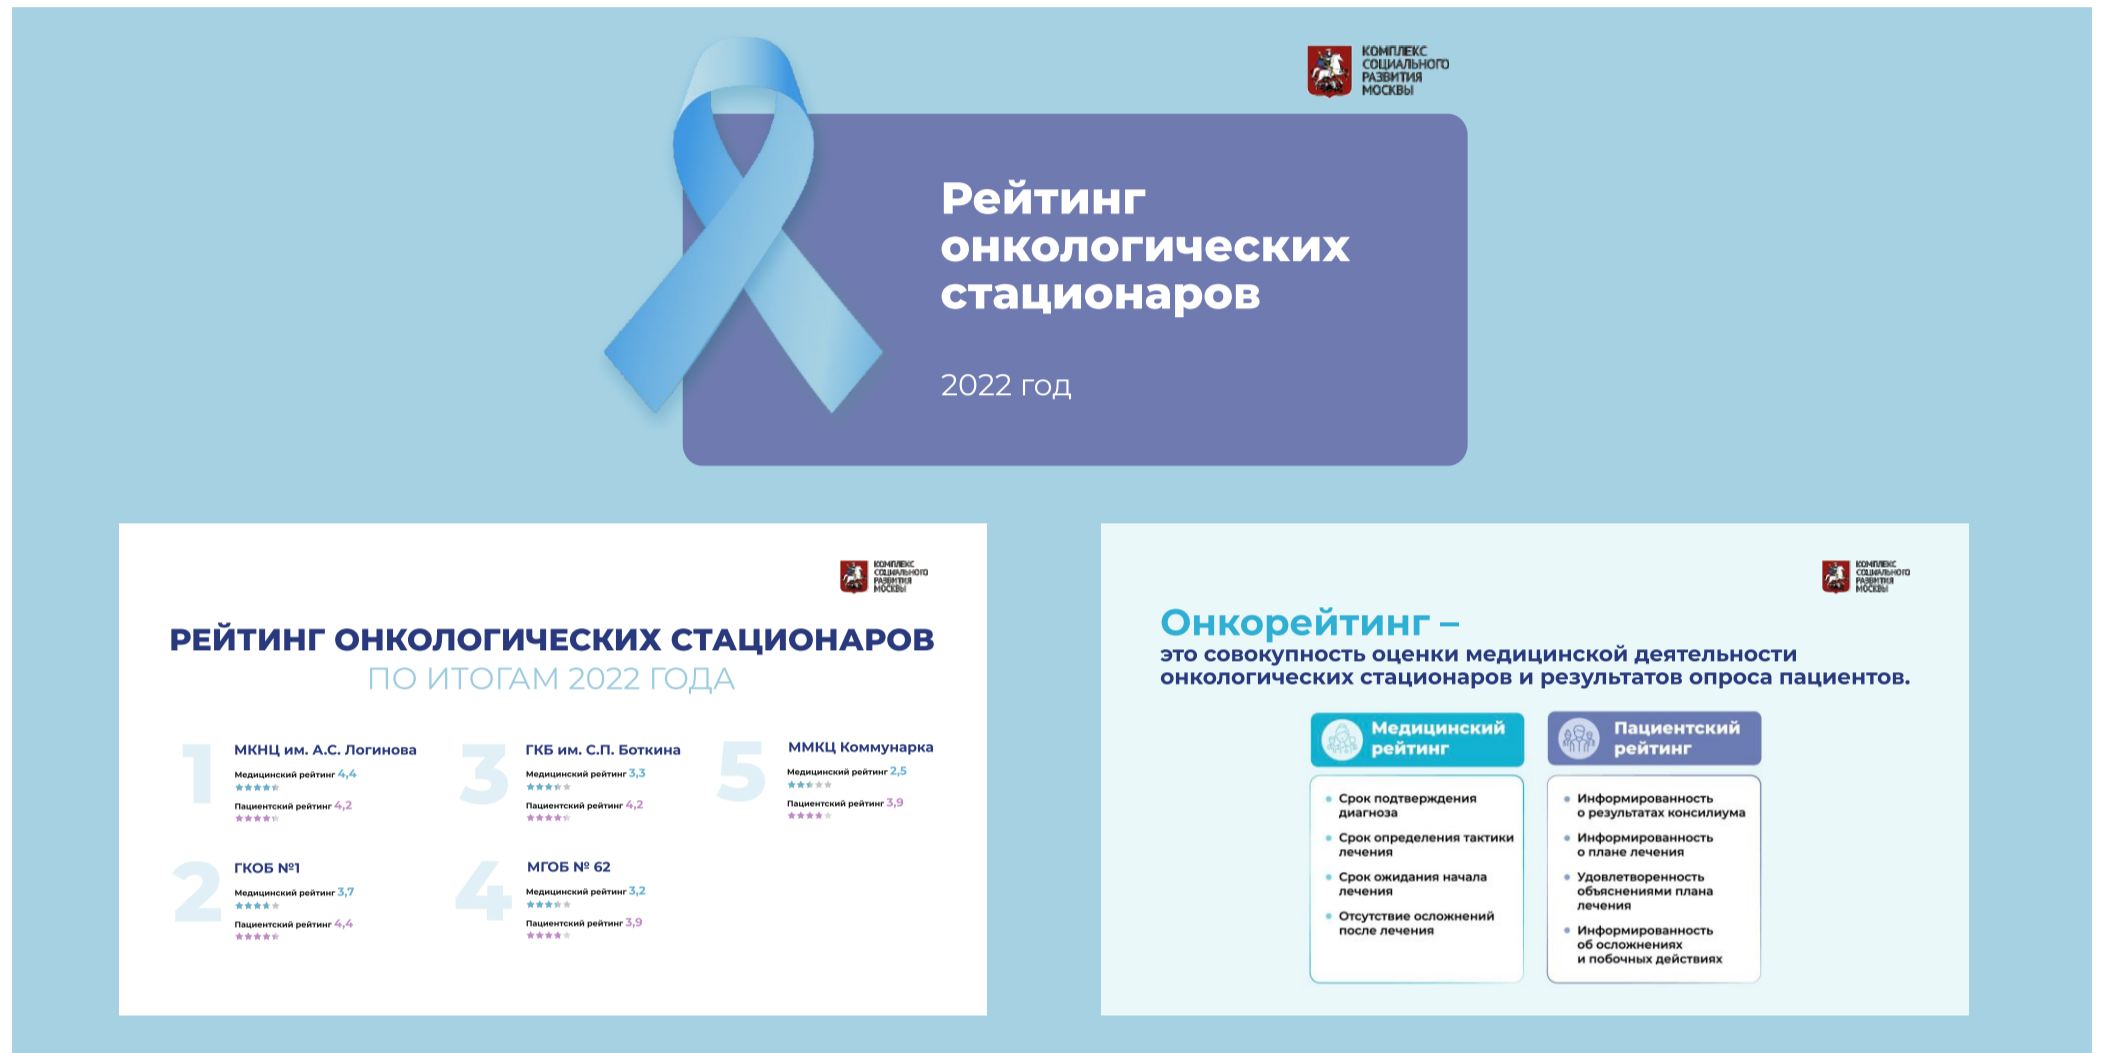 КОМПЛЕКС
СОЦИАЛЬНОГО
РАЗВИТИЯ
МОСКВЫ
Рейтинг
онкологических
стационаров
2022 год
КОМПЛЕКС
СОЦИАЛЬНОГО
РАЗВИТИЯ
МОСКВЫ
РЕЙТИНГ ОНКОЛОГИЧЕСКИХ СТАЦИОНАРОВ
ПО ИТОГАМ 2022 ГОДА
1
МКНЦ им. А.С. Логинова
Медицинский рейтинг 4,4
Пациентский рейтинг 4,2
2
ГКОБ №1
Медицинский рейтинг 3,7
Пациентский рейтинг 4,4
3
ГКБ им. С.П. Боткина
Медицинский рейтинг 3,3
Пациентский рейтинг 4,2
4
МГОБ № 62
Медицинский рейтинг 3,2
Пациентский рейтинг 3,9
5
ММКЦ Коммунарка
Медицинский рейтинг 2,5
Пациентский рейтинг 3,9
КОМПЛЕКС
СОЦИАЛЬНОГО
РАЗВИТИЯ
МОСКВЫ
Онкорейтинг –
это совокупность оценки медицинской деятельности
онкологических стационаров и результатов опроса пациентов.
Медицинский
рейтинг
• Срок подтверждения
диагноза
• Срок определения тактики
лечения
• Срок ожидания начала
лечения
• Отсутствие осложнений
после лечения
Пациентский
рейтинг
• Информированность
о результатах консилиума
• Информированность
о плане лечения
• Удовлетворенность
объяснениями плана
лечения
• Информированность
об осложнениях
и побочных действиях